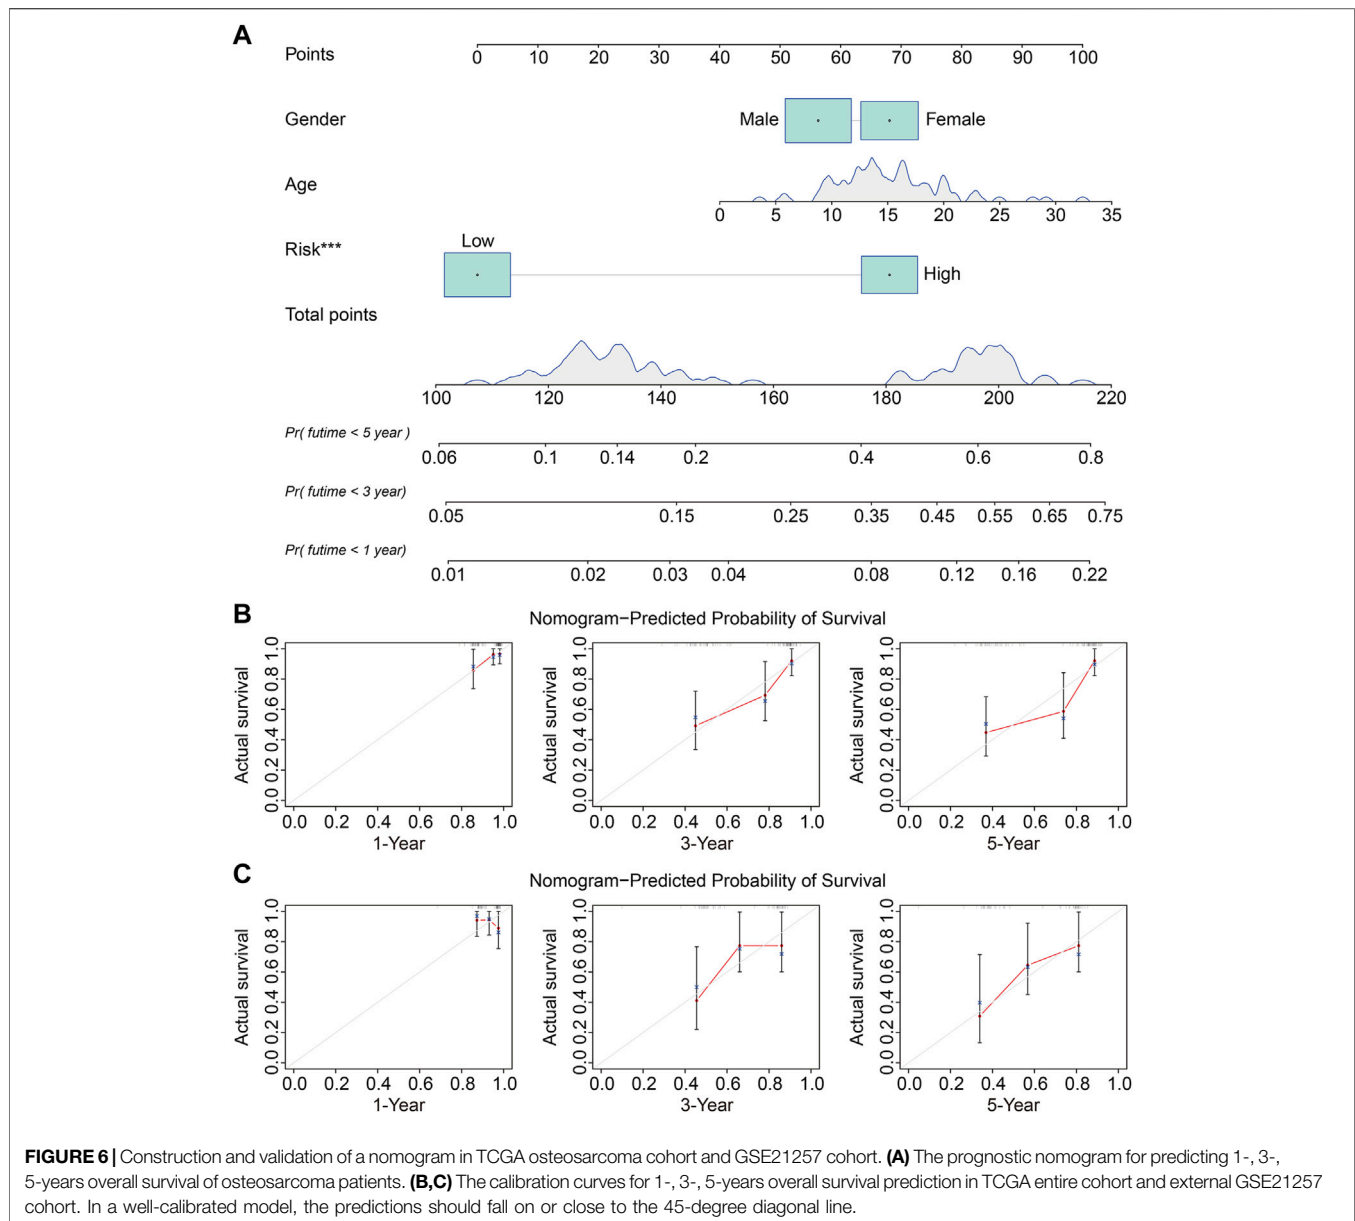 A
Points
0 10 20 30 40 50 60 70 80 90 100
Gender
Male
Female
Age
0 5 10 15 20 25 30 35
Risk***
Low
High
Total points
100 120 140 160 180 200 220
Pr( futime < 5 year )
0.06 0.1 0.14 0.2 0.4 0.6 0.8
Pr( futime < 3 year)
0.05 0.15 0.25 0.35 0.45 0.55 0.65 0.75
Pr( futime < 1 year)
0.01 0.02 0.03 0.04 0.08 0.12 0.16 0.22
B
Nomogram−Predicted Probability of Survival
Actual survival
0.0 0.2 0.4 0.6 0.8 1.0
0.0 0.2 0.4 0.6 0.8 1.0
1-Year
Actual survival
0.0 0.2 0.4 0.6 0.8 1.0
0.0 0.2 0.4 0.6 0.8 1.0
3-Year
Actual survival
0.0 0.2 0.4 0.6 0.8 1.0
0.0 0.2 0.4 0.6 0.8 1.0
5-Year
C
Nomogram−Predicted Probability of Survival
Actual survival
0.0 0.2 0.4 0.6 0.8 1.0
0.0 0.2 0.4 0.6 0.8 1.0
1-Year
Actual survival
0.0 0.2 0.4 0.6 0.8 1.0
0.0 0.2 0.4 0.6 0.8 1.0
3-Year
Actual survival
0.0 0.2 0.4 0.6 0.8 1.0
0.0 0.2 0.4 0.6 0.8 1.0
5-Year
FIGURE 6 | Construction and validation of a nomogram in TCGA osteosarcoma cohort and GSE21257 cohort. (A) The prognostic nomogram for predicting 1-, 3-,
5-years overall survival of osteosarcoma patients. (B,C) The calibration curves for 1-, 3-, 5-years overall survival prediction in TCGA entire cohort and external GSE21257
cohort. In a well-calibrated model, the predictions should fall on or close to the 45-degree diagonal line.